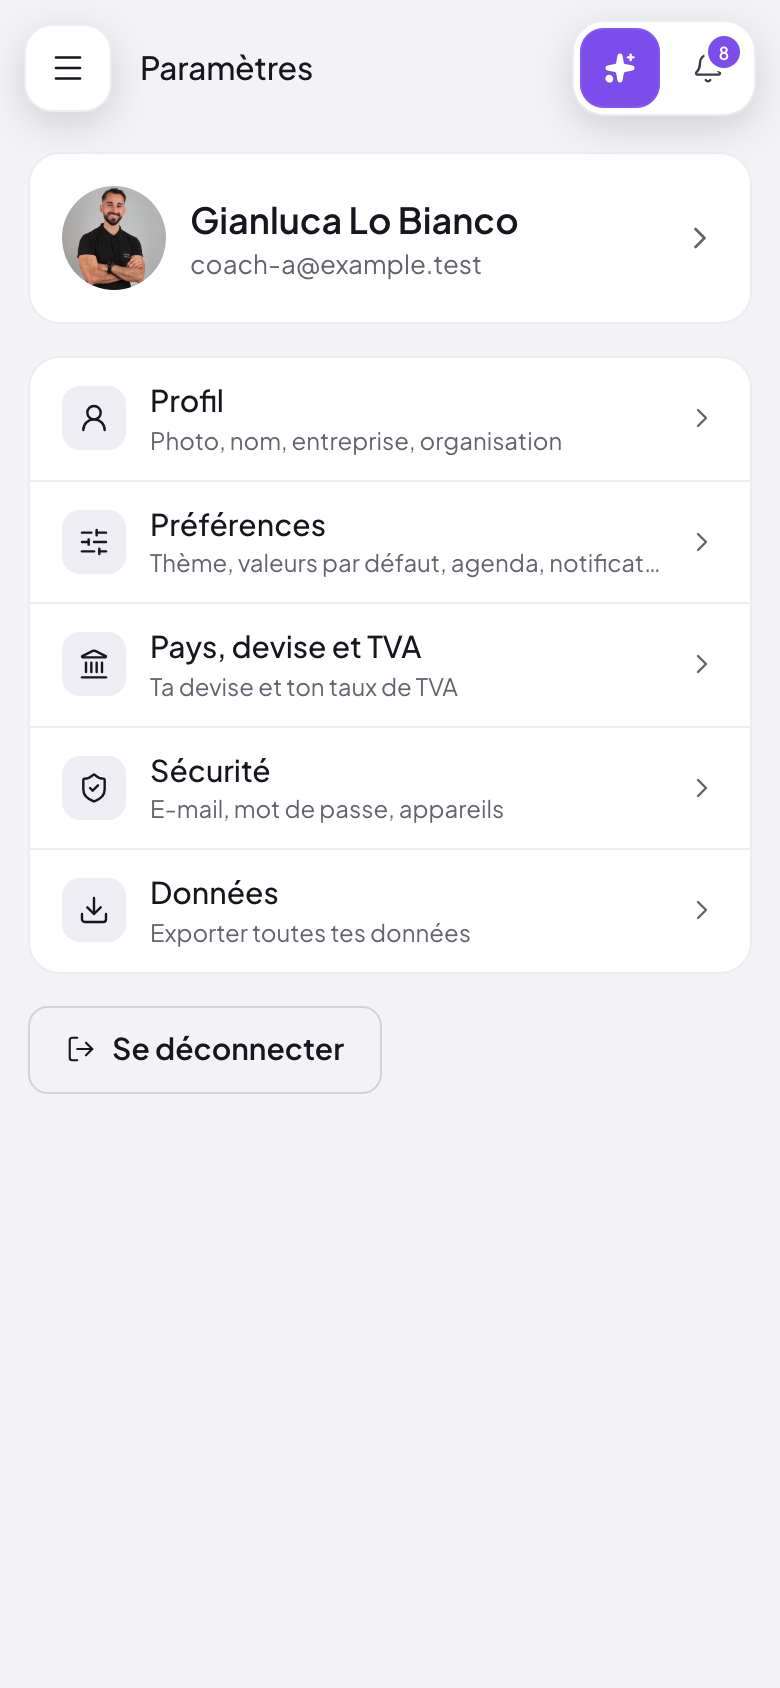 Paramètres
8
Gianluca Lo Bianco
coach-a@example.test
Profil
Photo, nom, entreprise, organisation
Préférences
Thème, valeurs par défaut, agenda, notificat…
Pays, devise et TVA
Ta devise et ton taux de TVA
Sécurité
E-mail, mot de passe, appareils
Données
Exporter toutes tes données
Se déconnecter